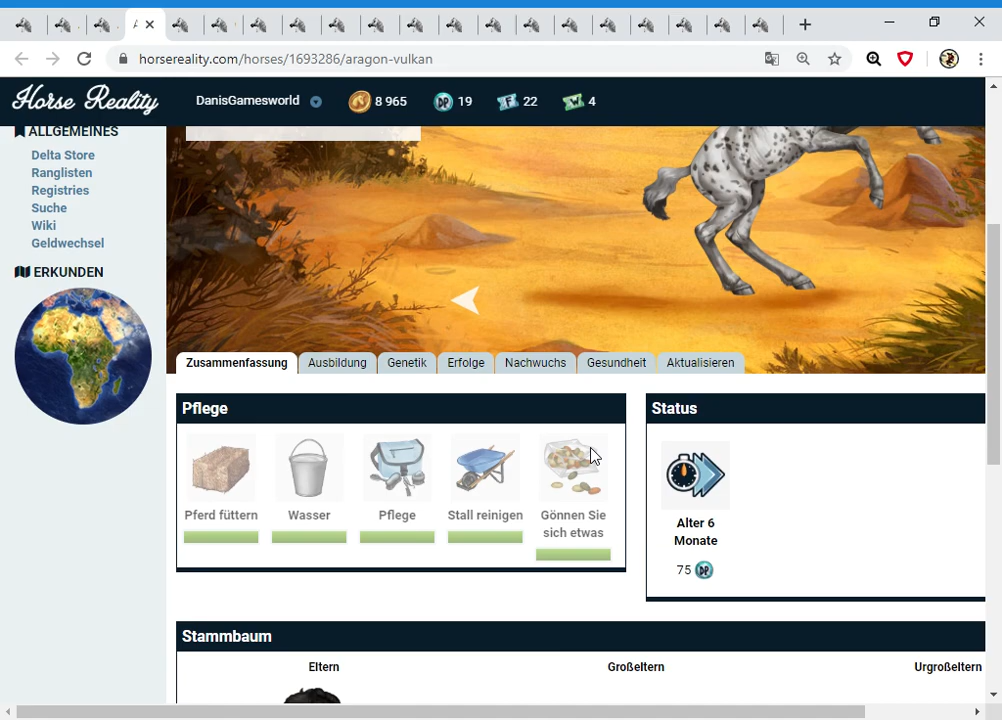 horsereality.com/horses/1693286/aragon-vulkan
Horse Reality
DanisGamesworld
8 965
DP 19
F 22
W 4
ALLGEMEINES
Delta Store
Ranglisten
Registries
Suche
Wiki
Geldwechsel
ERKUNDEN
Zusammenfassung Ausbildung Genetik Erfolge Nachwuchs Gesundheit Aktualisieren
Pflege
Pferd füttern Wasser Pflege Stall reinigen Gönnen Sie
sich etwas
Status
Alter 6
Monate
75 DP
Stammbaum
Eltern Großeltern Urgroßeltern